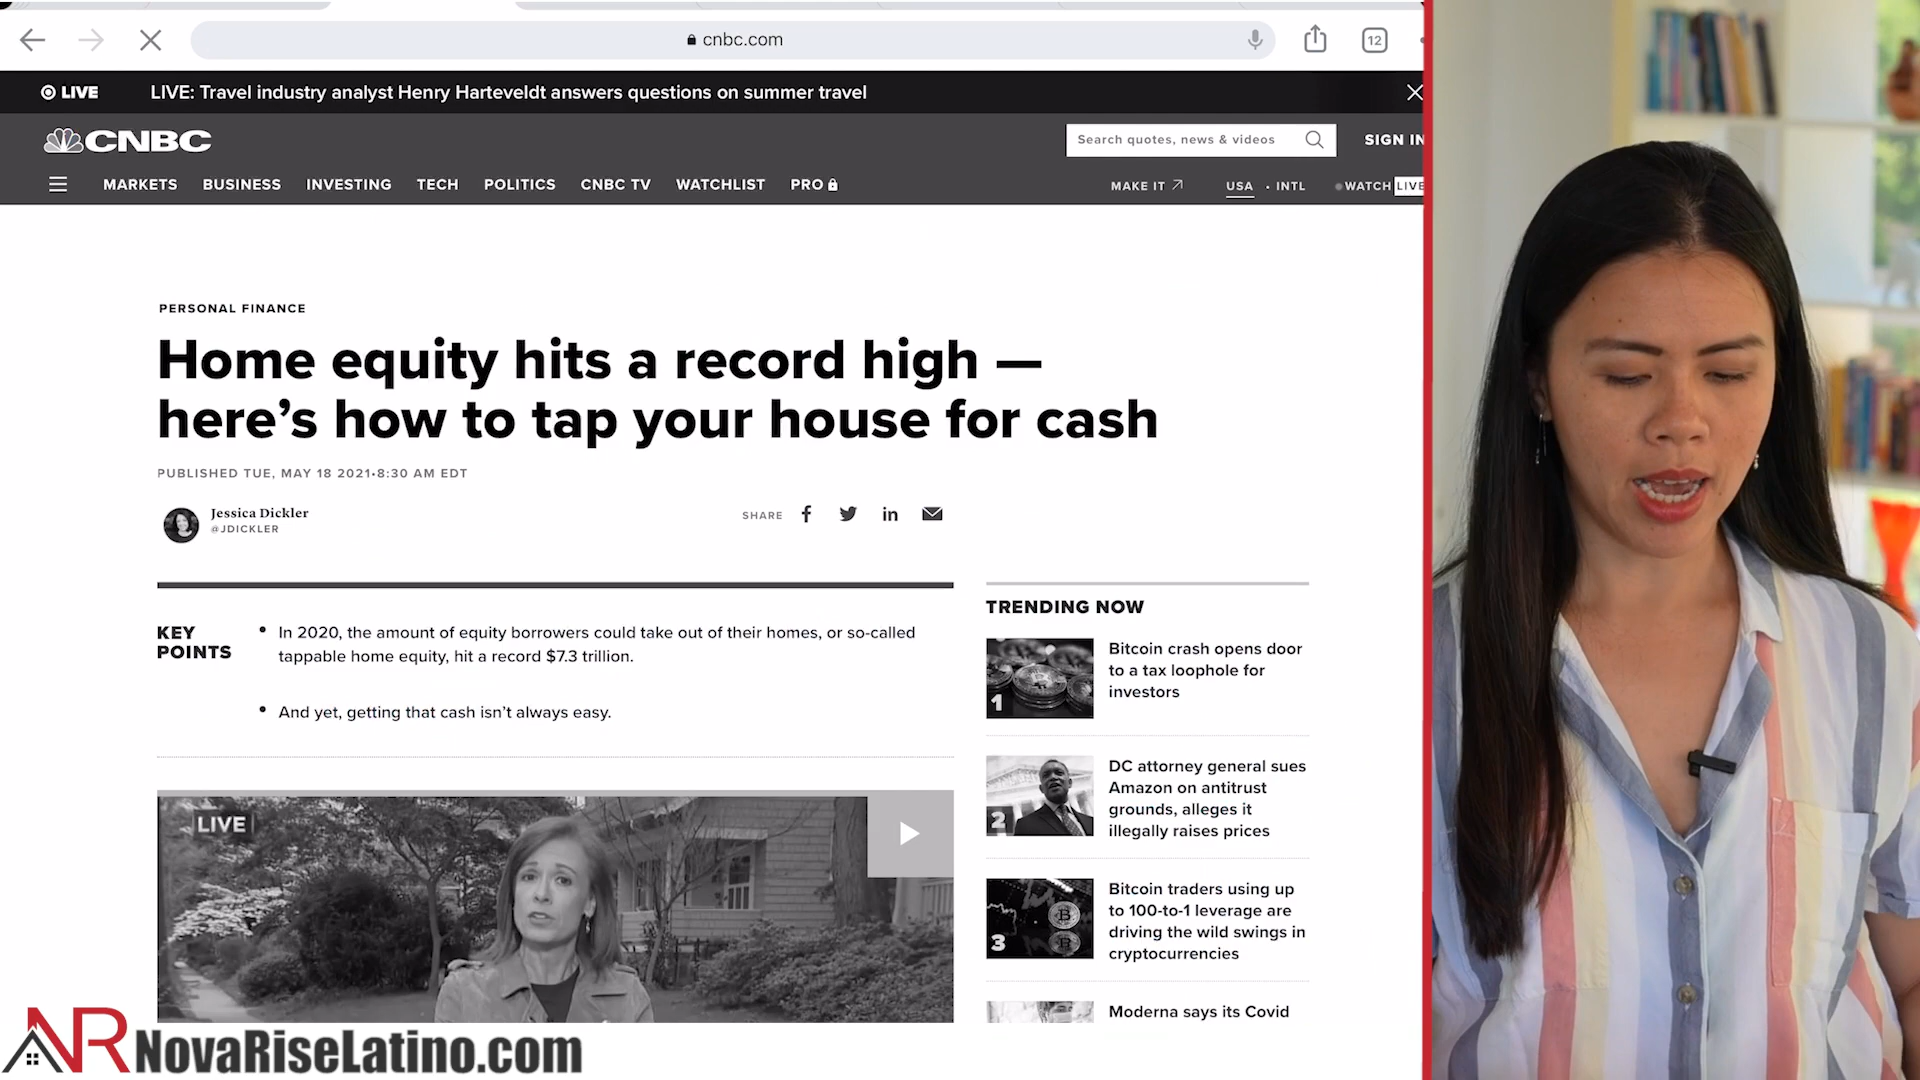 cnbc.com
12
LIVE
LIVE: Travel industry analyst Henry Harteveldt answers questions on summer travel
CNBC
Search quotes, news & videos
SIGN IN
MARKETS BUSINESS INVESTING TECH POLITICS CNBC TV WATCHLIST PRO
MAKE IT USA • INTL WATCH LIVE
PERSONAL FINANCE
Home equity hits a record high —
here's how to tap your house for cash
PUBLISHED TUE, MAY 18 2021•8:30 AM EDT
Jessica Dickler
@JDICKLER
SHARE
KEY
POINTS
• In 2020, the amount of equity borrowers could take out of their homes, or so-called
tappable home equity, hit a record $7.3 trillion.
• And yet, getting that cash isn't always easy.
LIVE
TRENDING NOW
1
Bitcoin crash opens door
to a tax loophole for
investors
2
DC attorney general sues
Amazon on antitrust
grounds, alleges it
illegally raises prices
3
Bitcoin traders using up
to 100-to-1 leverage are
driving the wild swings in
cryptocurrencies
Moderna says its Covid
NR NovaRiseLatino.com